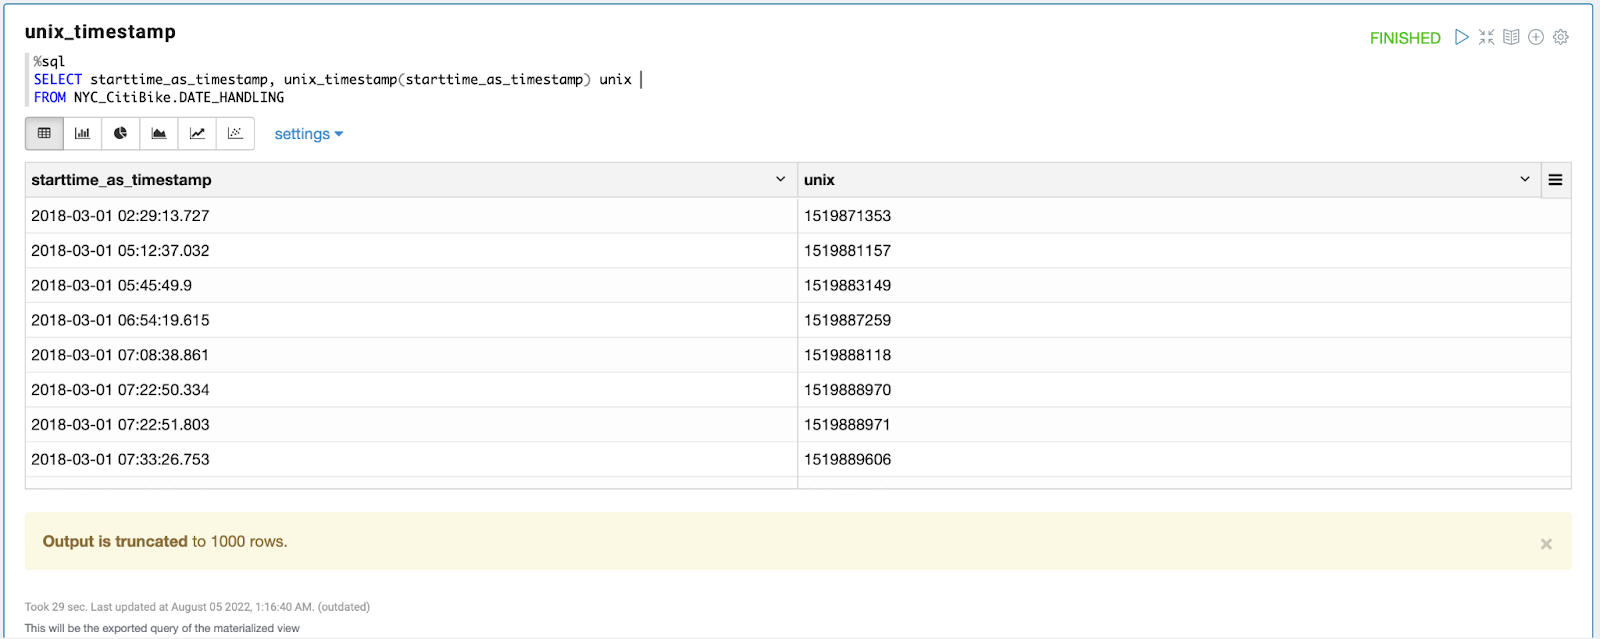 unix_timestamp
FINISHED
%sql
SELECT starttime_as_timestamp, unix_timestamp(starttime_as_timestamp) unix
FROM NYC_CitiBike.DATE_HANDLING
settings
starttime_as_timestamp unix
2018-03-01 02:29:13.727 1519871353
2018-03-01 05:12:37.032 1519881157
2018-03-01 05:45:49.9 1519883149
2018-03-01 06:54:19.615 1519887259
2018-03-01 07:08:38.861 1519888118
2018-03-01 07:22:50.334 1519888970
2018-03-01 07:22:51.803 1519888971
2018-03-01 07:33:26.753 1519889606
Output is truncated to 1000 rows.
Took 29 sec. Last updated at August 05 2022, 1:16:40 AM. (outdated)
This will be the exported query of the materialized view